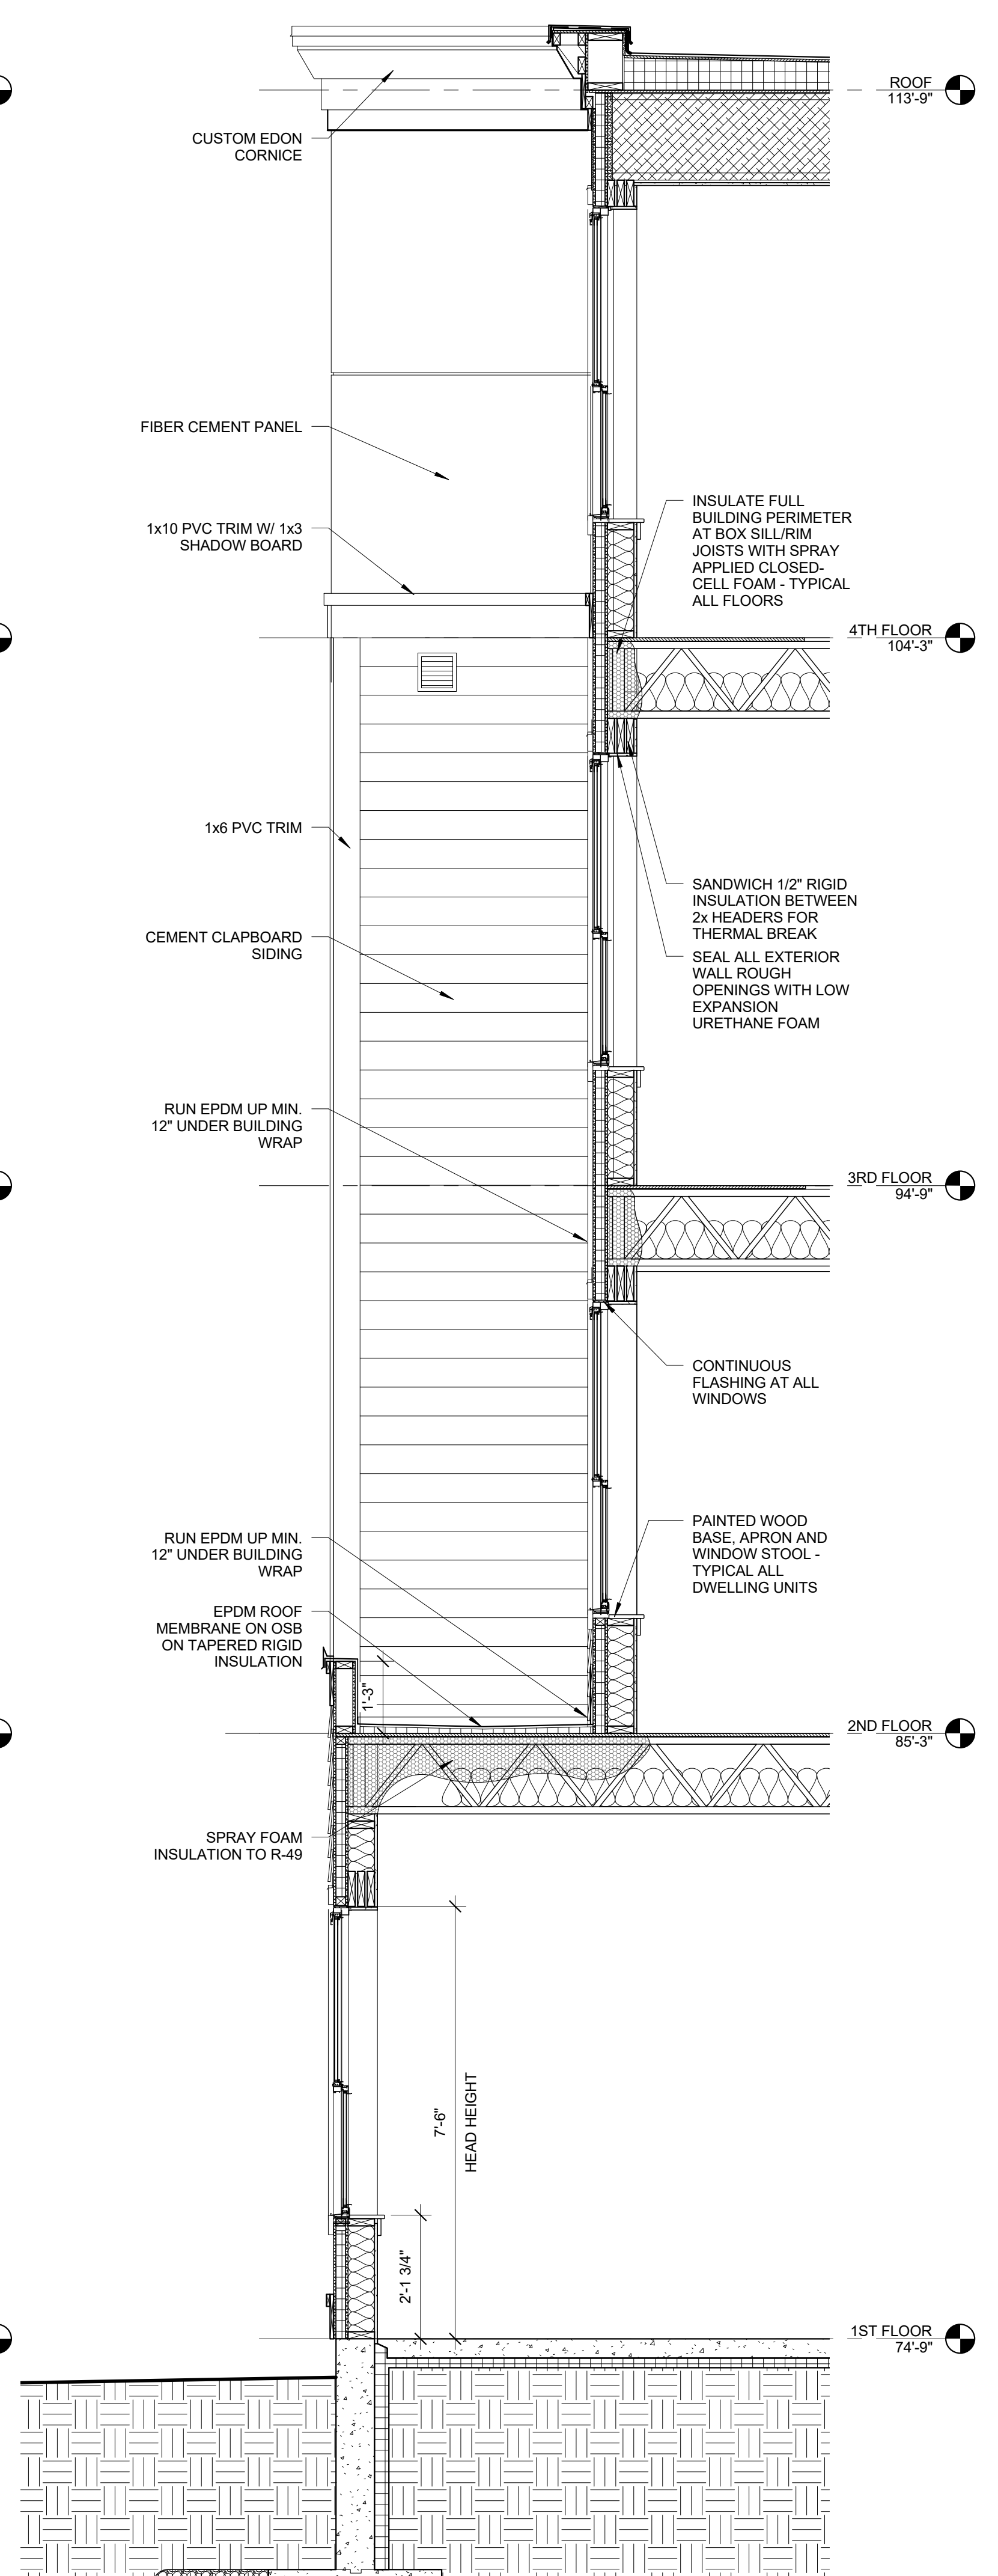 ROOF
113'-9"
CUSTOM EDON
CORNICE
FIBER CEMENT PANEL
1x10 PVC TRIM W/ 1x3
SHADOW BOARD
INSULATE FULL
BUILDING PERIMETER
AT BOX SILL/RIM
JOISTS WITH SPRAY
APPLIED CLOSED-
CELL FOAM - TYPICAL
ALL FLOORS
4TH FLOOR
104'-3"
1x6 PVC TRIM
SANDWICH 1/2" RIGID
INSULATION BETWEEN
2x HEADERS FOR
THERMAL BREAK
CEMENT CLAPBOARD
SIDING
SEAL ALL EXTERIOR
WALL ROUGH
OPENINGS WITH LOW
EXPANSION
URETHANE FOAM
RUN EPDM UP MIN.
12" UNDER BUILDING
WRAP
3RD FLOOR
94'-9"
CONTINUOUS
FLASHING AT ALL
WINDOWS
PAINTED WOOD
BASE, APRON AND
WINDOW STOOL -
TYPICAL ALL
DWELLING UNITS
RUN EPDM UP MIN.
12" UNDER BUILDING
WRAP
EPDM ROOF
MEMBRANE ON OSB
ON TAPERED RIGID
INSULATION
1'-3"
2ND FLOOR
85'-3"
SPRAY FOAM
INSULATION TO R-49
7'-6"
HEAD HEIGHT
2'-1 3/4"
1ST FLOOR
74'-9"